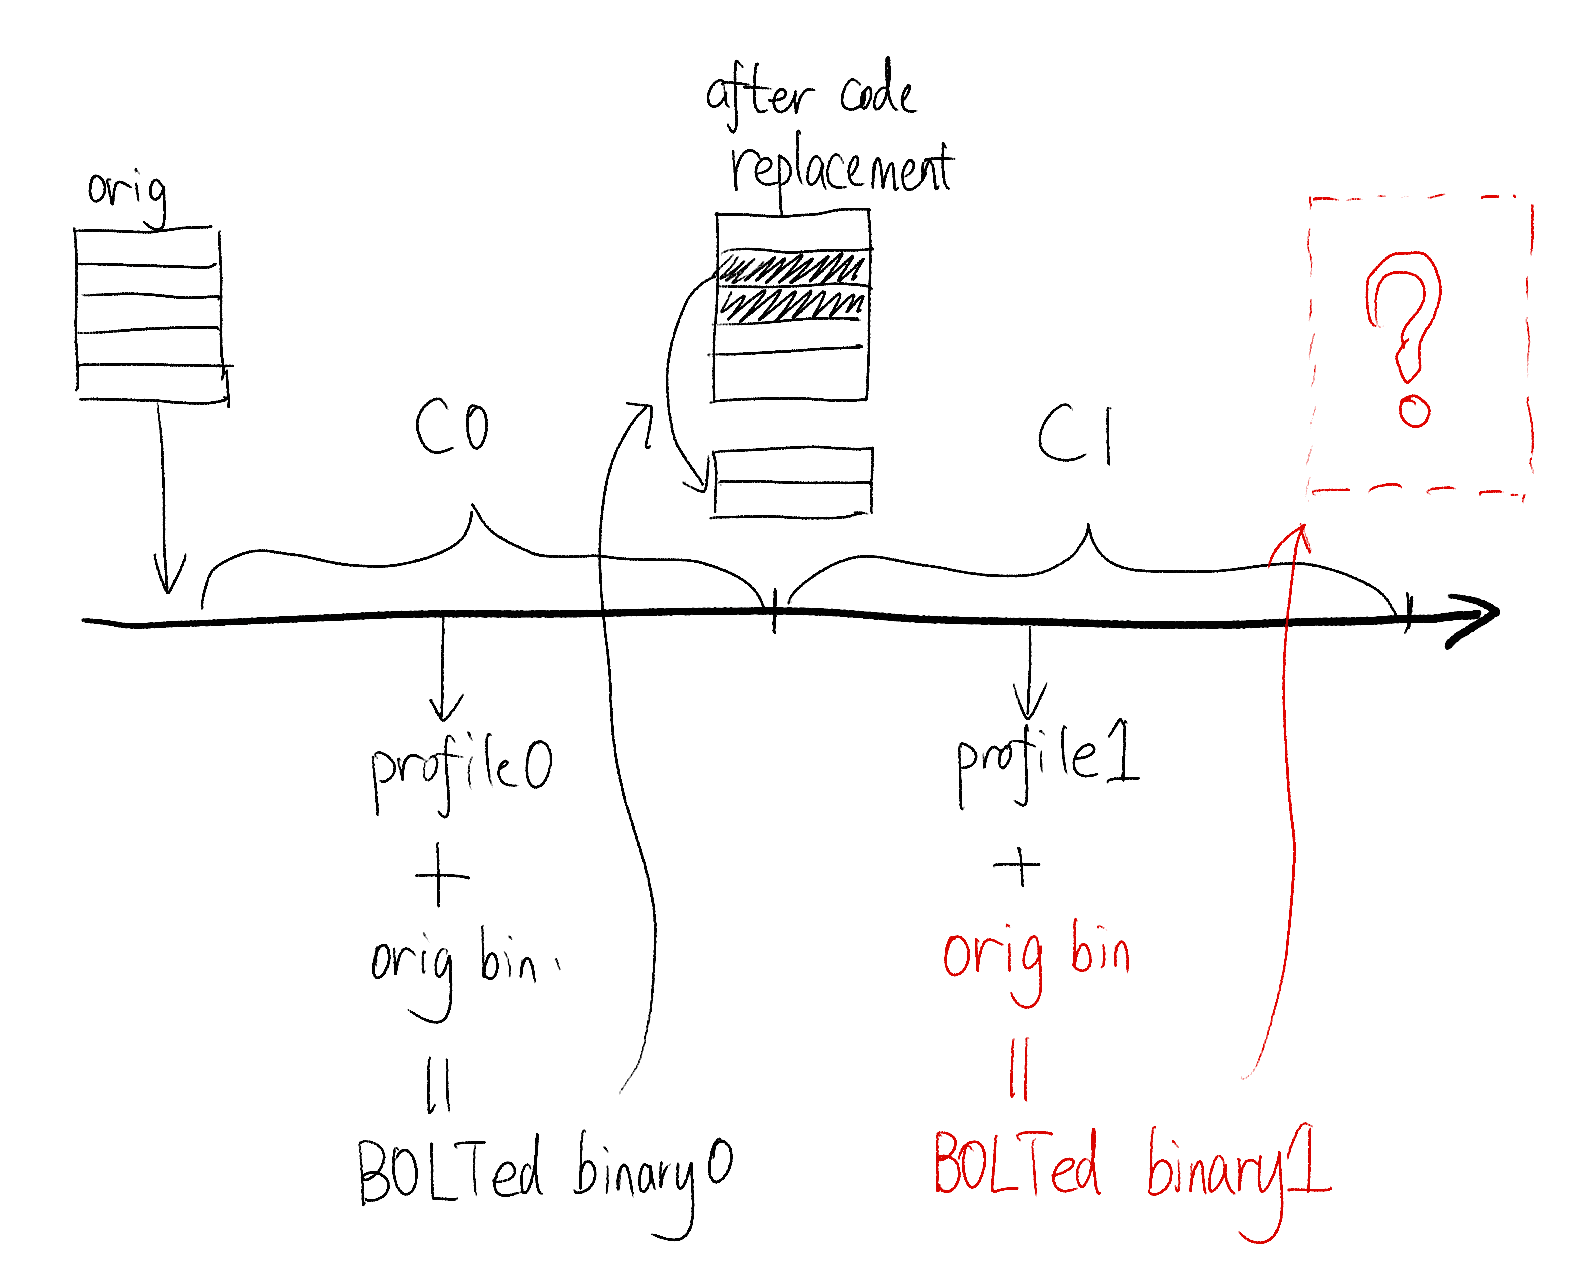 orig
after code
replacement
?
C0
C1
profile0
+
orig bin.
||
BOLTed binary0
profile1
+
orig bin
||
BOLTed binary1